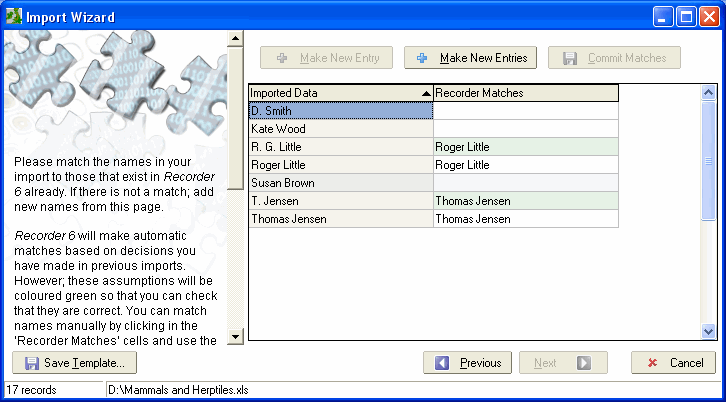 Import Wizard
Make New Entry
Make New Entries
Commit Matches
Please match the names in your
import to those that exist in Recorder
6 already. If there is not a match; add
new names from this page.
Recorder 6 will make automatic
matches based on decisions you
have made in previous imports.
However; these assumptions will be
coloured green so that you can check
that they are correct. You can match
names manually by clicking in the
'Recorder Matches' cells and use the
Imported Data Recorder Matches
D. Smith
Kate Wood
R. G. Little Roger Little
Roger Little Roger Little
Susan Brown
T. Jensen Thomas Jensen
Thomas Jensen Thomas Jensen
Save Template...
Previous
Next
Cancel
17 records
D:\Mammals and Herptiles.xls